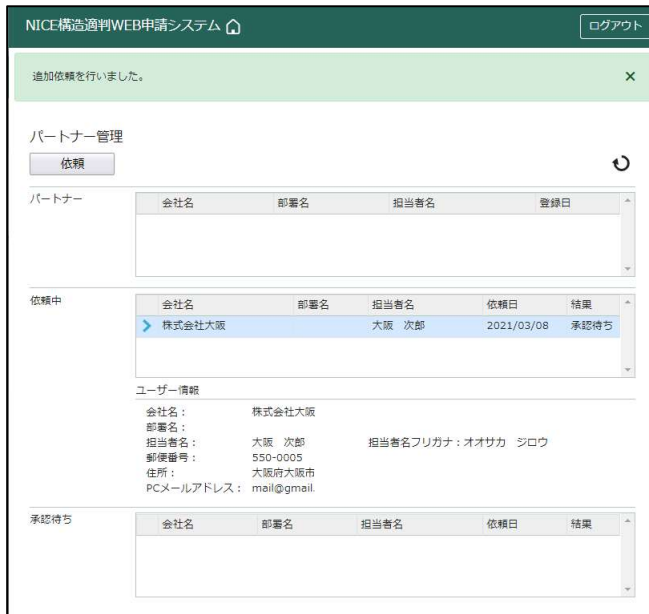 NICE構造適判WEB申請システム ログアウト
追加依頼を行いました。 ×
パートナー管理
依頼
パートナー
会社名 部署名 担当者名 登録日
依頼中
会社名 部署名 担当者名 依頼日 結果
株式会社大阪 大阪 次郎 2021/03/08 承認待ち
ユーザー情報
会社名： 株式会社大阪
部署名：
担当者名： 大阪 次郎 担当者名フリガナ：オオサカ ジロウ
郵便番号： 550-0005
住所： 大阪府大阪市
PCメールアドレス： mail@gmail.
承認待ち
会社名 部署名 担当者名 依頼日 結果